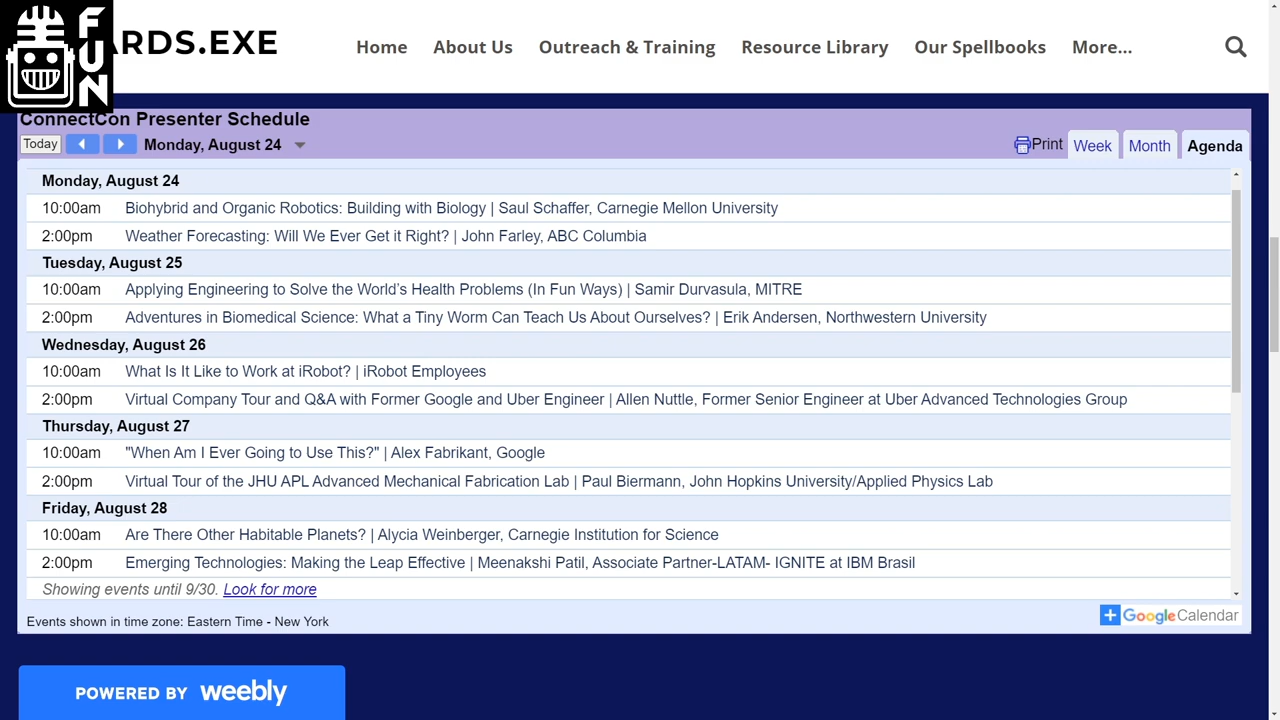 FUN
ARDS.EXE
Home About Us Outreach & Training Resource Library Our Spellbooks More...
ConnectCon Presenter Schedule
Today Monday, August 24 Print Week Month Agenda
Monday, August 24
10:00am Biohybrid and Organic Robotics: Building with Biology | Saul Schaffer, Carnegie Mellon University
2:00pm Weather Forecasting: Will We Ever Get it Right? | John Farley, ABC Columbia
Tuesday, August 25
10:00am Applying Engineering to Solve the World’s Health Problems (In Fun Ways) | Samir Durvasula, MITRE
2:00pm Adventures in Biomedical Science: What a Tiny Worm Can Teach Us About Ourselves? | Erik Andersen, Northwestern University
Wednesday, August 26
10:00am What Is It Like to Work at iRobot? | iRobot Employees
2:00pm Virtual Company Tour and Q&A with Former Google and Uber Engineer | Allen Nuttle, Former Senior Engineer at Uber Advanced Technologies Group
Thursday, August 27
10:00am "When Am I Ever Going to Use This?" | Alex Fabrikant, Google
2:00pm Virtual Tour of the JHU APL Advanced Mechanical Fabrication Lab | Paul Biermann, John Hopkins University/Applied Physics Lab
Friday, August 28
10:00am Are There Other Habitable Planets? | Alycia Weinberger, Carnegie Institution for Science
2:00pm Emerging Technologies: Making the Leap Effective | Meenakshi Patil, Associate Partner-LATAM- IGNITE at IBM Brasil
Showing events until 9/30. Look for more
Events shown in time zone: Eastern Time - New York
+ GoogleCalendar
POWERED BY weebly